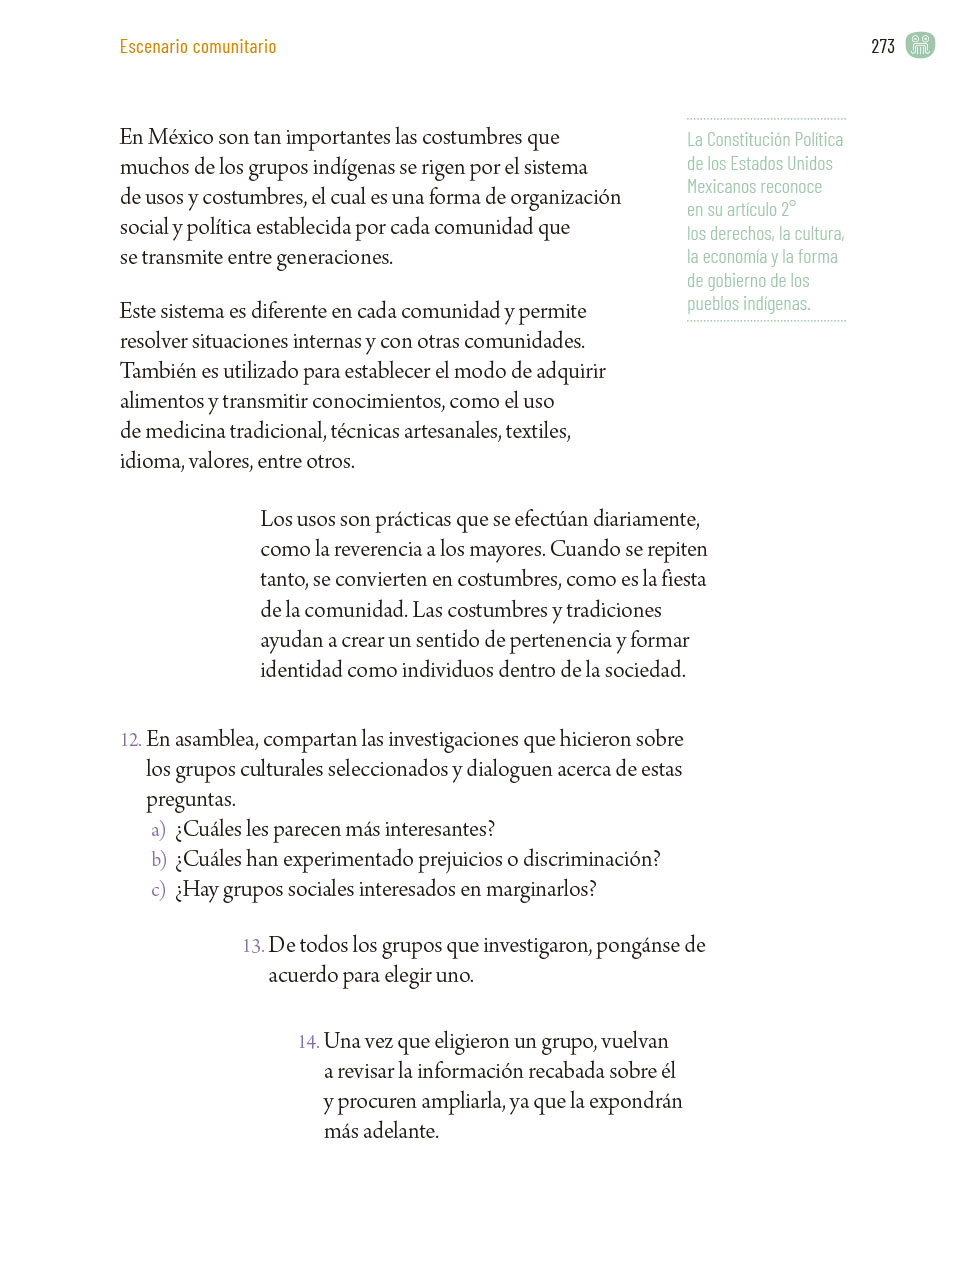 Escenario comunitario
273
En México son tan importantes las costumbres que
muchos de los grupos indígenas se rigen por el sistema
de usos y costumbres, el cual es una forma de organización
social y política establecida por cada comunidad que
se transmite entre generaciones.
La Constitución Política
de los Estados Unidos
Mexicanos reconoce
en su artículo 2°
los derechos, la cultura,
la economía y la forma
de gobierno de los
pueblos indígenas.
Este sistema es diferente en cada comunidad y permite
resolver situaciones internas y con otras comunidades.
También es utilizado para establecer el modo de adquirir
alimentos y transmitir conocimientos, como el uso
de medicina tradicional, técnicas artesanales, textiles,
idioma, valores, entre otros.
Los usos son prácticas que se efectúan diariamente,
como la reverencia a los mayores. Cuando se repiten
tanto, se convierten en costumbres, como es la fiesta
de la comunidad. Las costumbres y tradiciones
ayudan a crear un sentido de pertenencia y formar
identidad como individuos dentro de la sociedad.
12. En asamblea, compartan las investigaciones que hicieron sobre
los grupos culturales seleccionados y dialoguen acerca de estas
preguntas.
a) ¿Cuáles les parecen más interesantes?
b) ¿Cuáles han experimentado prejuicios o discriminación?
c) ¿Hay grupos sociales interesados en marginarlos?
13. De todos los grupos que investigaron, pongánse de
acuerdo para elegir uno.
14. Una vez que eligieron un grupo, vuelvan
a revisar la información recabada sobre él
y procuren ampliarla, ya que la expondrán
más adelante.